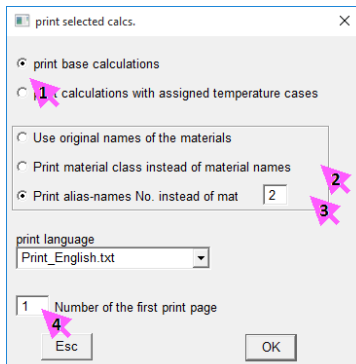 print selected calcs.
print base calculations
1
calculations with assigned temperature cases
Use original names of the materials
Print material class instead of material names
2
Print alias-names No. instead of mat 2
3
print language
Print_English.txt
1 Number of the first print page
4
Esc OK